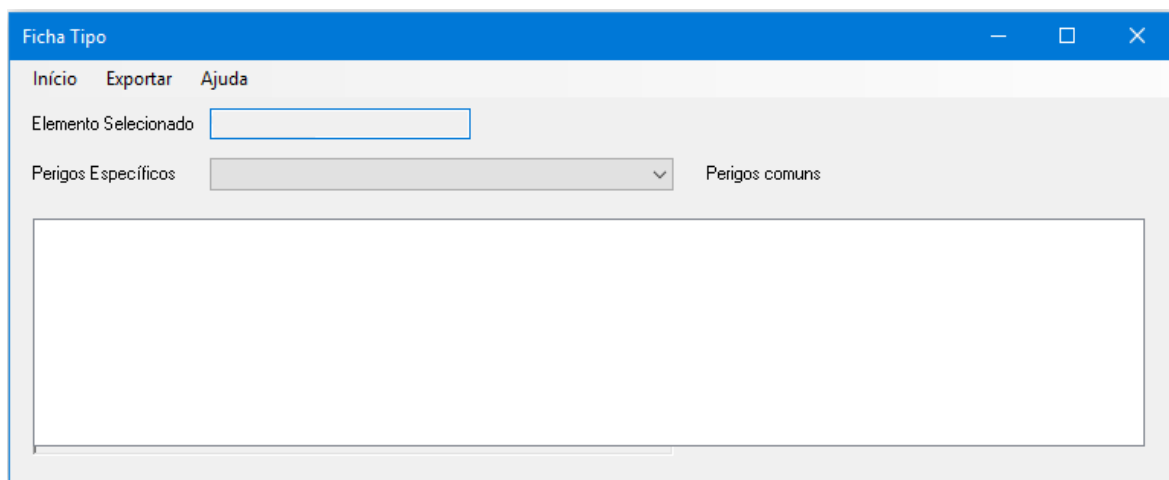 Ficha Tipo
Início Exportar Ajuda
Elemento Selecionado
Perigos Específicos Perigos comuns